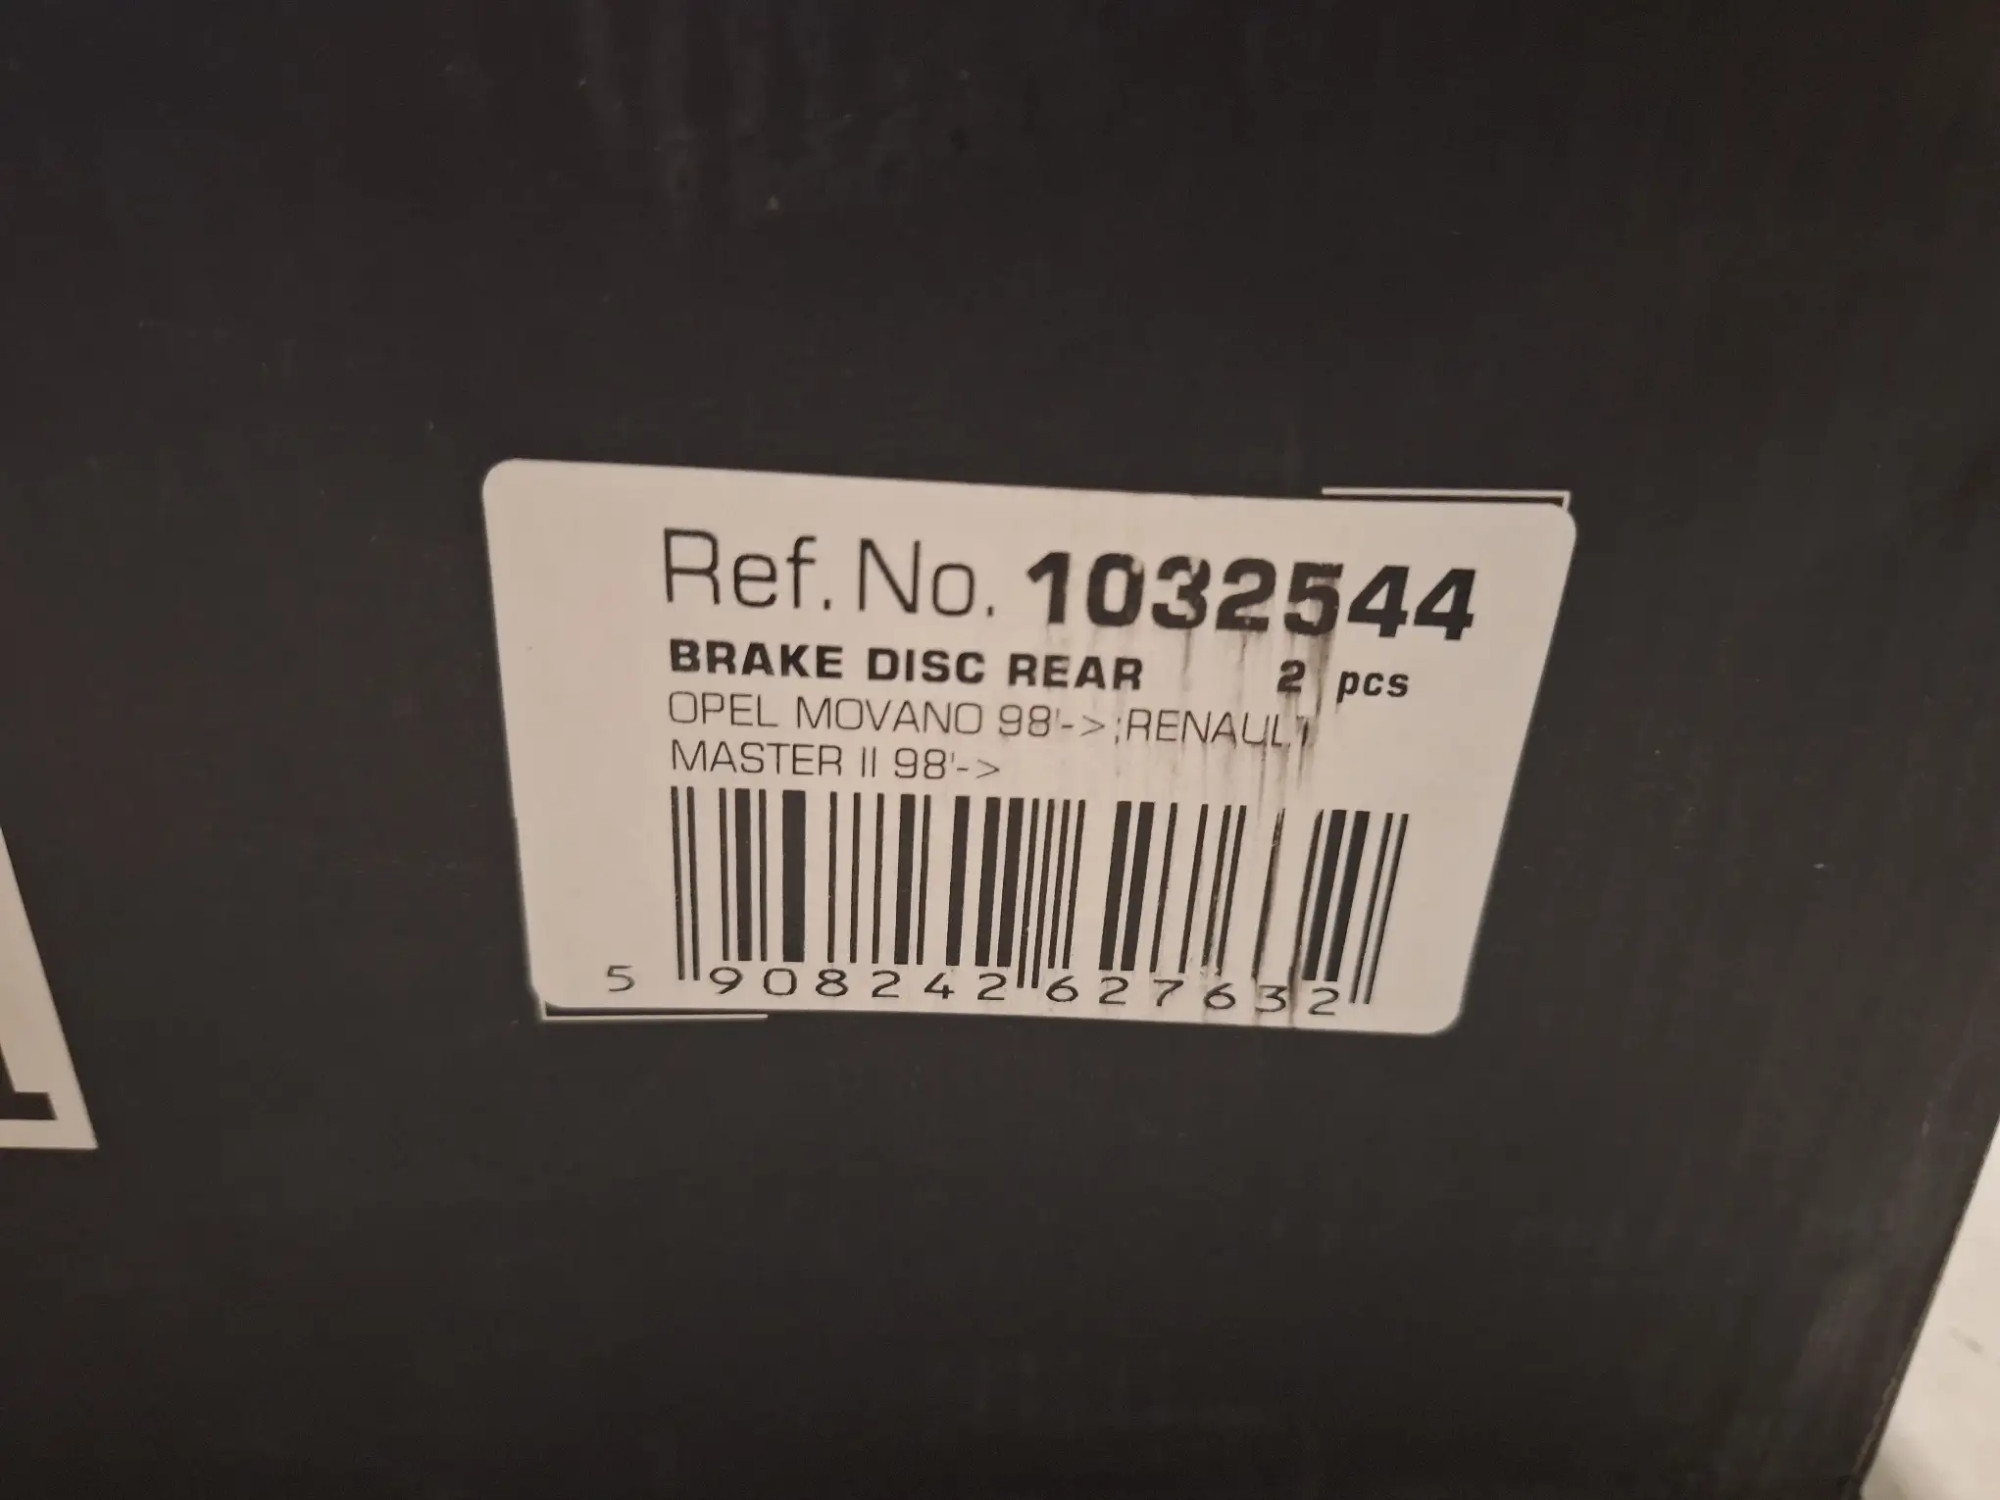 Ref. No. 1032544
BRAKE DISC REAR 2 pcs
OPEL MOVANO 98'->;RENAULT
MASTER II 98'->
5 908242 627632